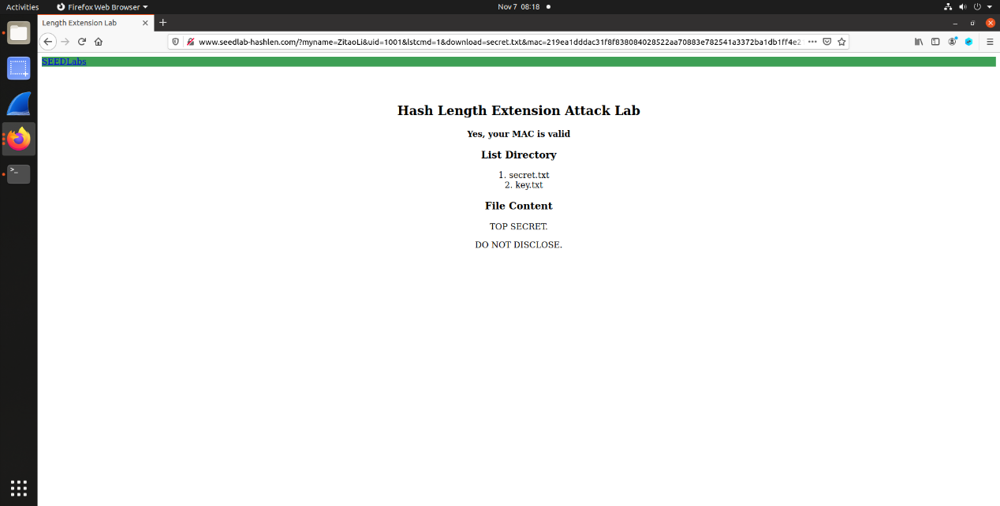 Activities Firefox Web Browser Nov 7 08:18
Length Extension Lab
www.seedlab-hashlen.com/?myname=ZitaoLi&uid=1001&lstcmd=1&download=secret.txt&mac=219ea1dddac31f8f838084028522aa70883e782541a3372ba1db1ff4e2
SEEDLabs
Hash Length Extension Attack Lab
Yes, your MAC is valid
List Directory
1. secret.txt
2. key.txt
File Content
TOP SECRET.
DO NOT DISCLOSE.